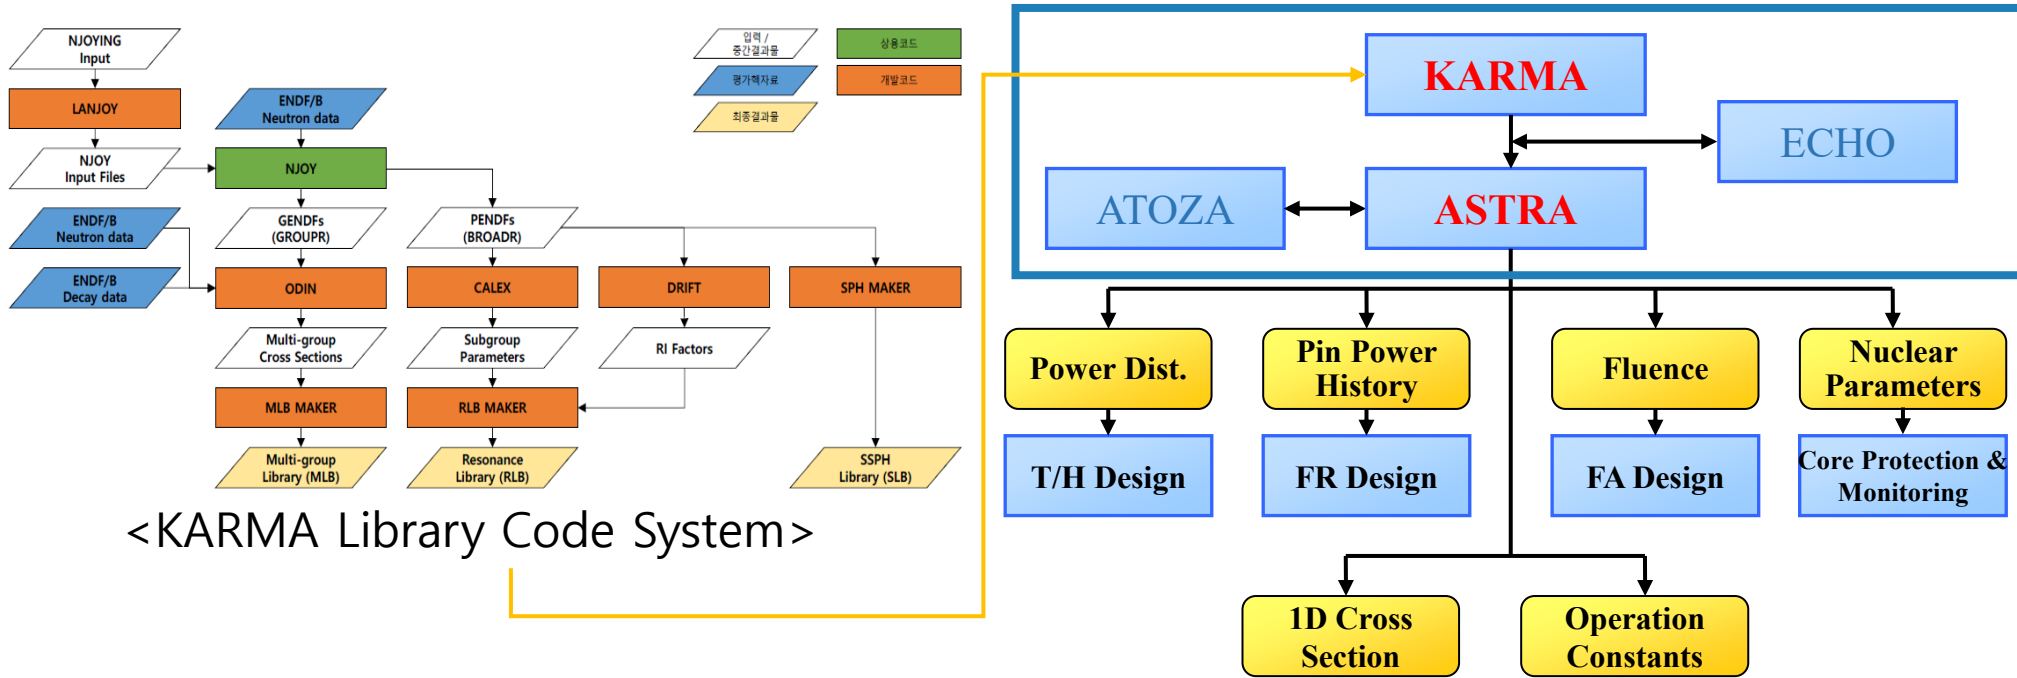 NJOYING
Input
LANJOY
NJOY
Input Files
ENDF/B
Neutron data
ENDF/B
Decay data
ENDF/B
Neutron data
NJOY
GENDFs
(GROUPR)
ODIN
Multi-group
Cross Sections
MLB MAKER
Multi-group
Library (MLB)
PENDFs
(BROADR)
CALEX
Subgroup
Parameters
RLB MAKER
Resonance
Library (RLB)
DRIFT
RI Factors
SPH MAKER
SSPH
Library (SLB)
입력 /
중간결과물
상용코드
평가핵자료
개발코드
최종결과물
<KARMA Library Code System>
KARMA
ECHO
ATOZA
ASTRA
Power Dist.
Pin Power
History
Fluence
Nuclear
Parameters
T/H Design
FR Design
FA Design
Core Protection &
Monitoring
1D Cross
Section
Operation
Constants